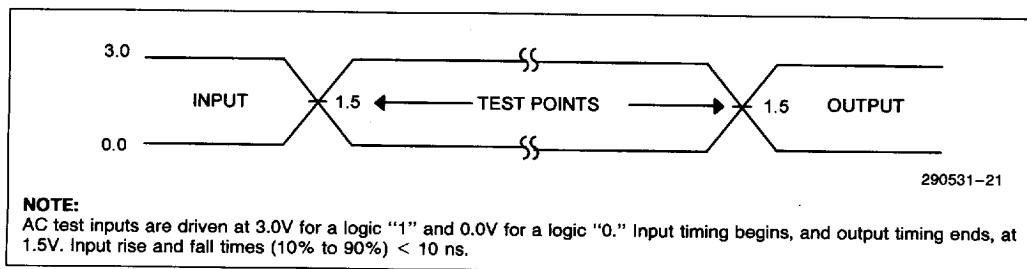 3.0
INPUT
1.5
TEST POINTS
1.5
OUTPUT
0.0
290531-21
NOTE:
AC test inputs are driven at 3.0V for a logic “1” and 0.0V for a logic “0.” Input timing begins, and output timing ends, at
1.5V. Input rise and fall times (10% to 90%) < 10 ns.